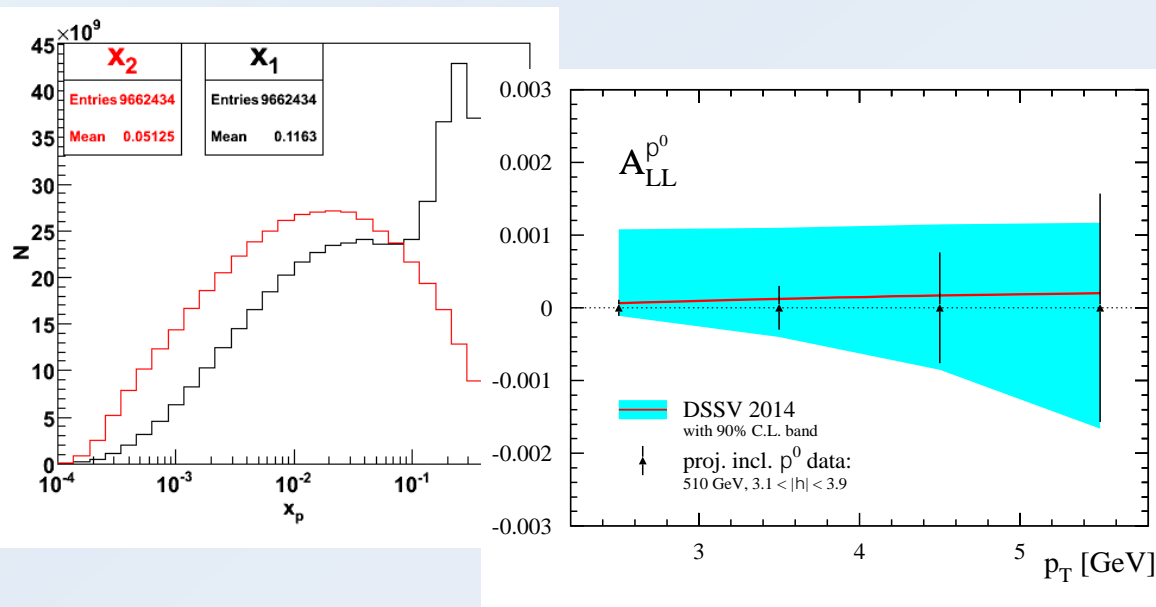 ×10⁹
45
40
35
30
25
20
15
10
5
0
N
x₂
Entries 9662434
Mean 0.05125
x₁
Entries 9662434
Mean 0.1163
10⁻⁴ 10⁻³ 10⁻² 10⁻¹
xₚ
0.003
0.002
0.001
0
-0.001
-0.002
-0.003
A_LL^p⁰
DSSV 2014
with 90% C.L. band
proj. incl. p⁰ data:
510 GeV, 3.1 < |h| < 3.9
3 4 5
p_T [GeV]